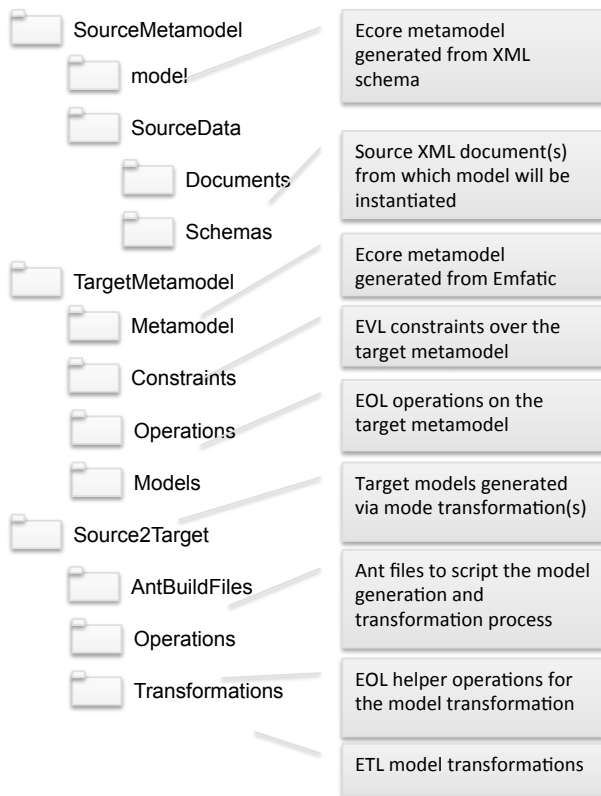 SourceMetamodel
model
SourceData
Documents
Schemas
TargetMetamodel
Metamodel
Constraints
Operations
Models
Source2Target
AntBuildFiles
Operations
Transformations
Ecore metamodel
generated from XML
schema
Source XML document(s)
from which model will be
instantiated
Ecore metamodel
generated from Emfatic
EVL constraints over the
target metamodel
EOL operations on the
target metamodel
Target models generated
via mode transformation(s)
Ant files to script the model
generation and
transformation process
EOL helper operations for
the model transformation
ETL model transformations